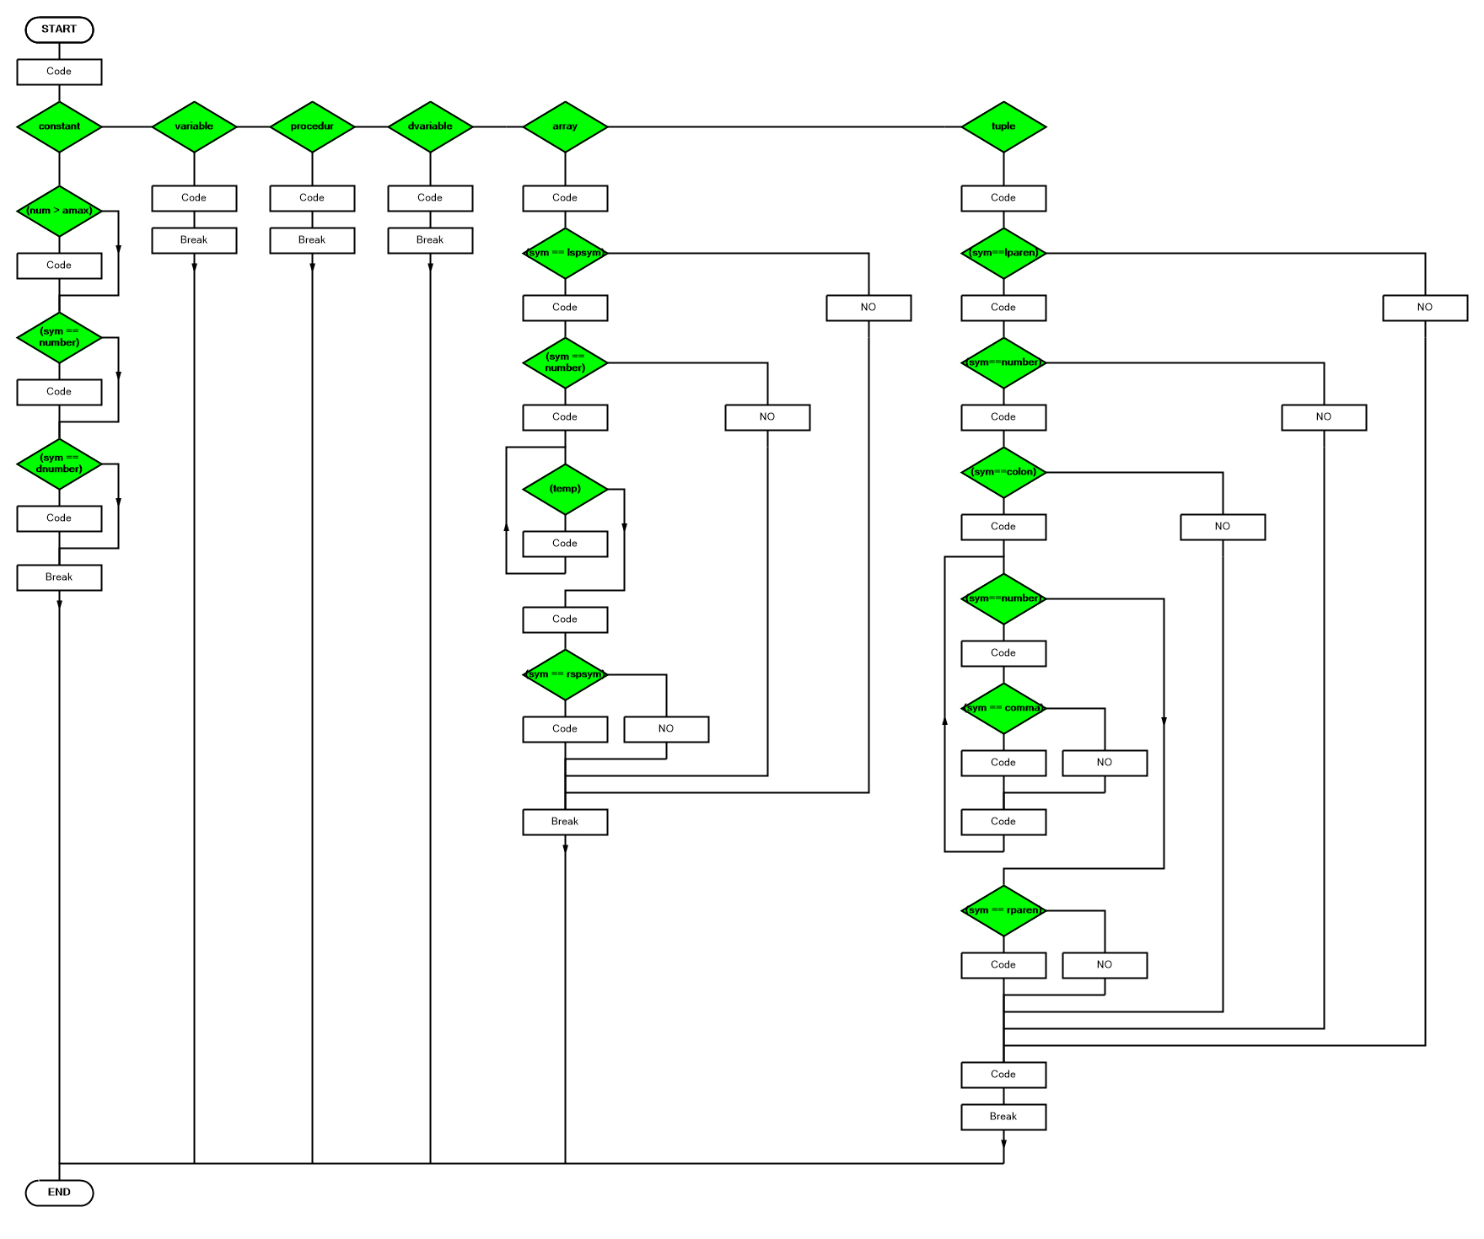 START
Code
constant
variable
procedur
dvariable
array
tuple
(num > amax)
Code
(sym ==
number)
Code
(sym ==
dnumber)
Code
Break
Code
Break
Code
Break
Code
Break
Code
(sym == lspsym)
Code
NO
(sym ==
number)
Code
NO
(temp)
Code
Code
(sym == rspsym)
Code
NO
Break
Code
(sym==lparen)
Code
NO
(sym==number)
Code
NO
(sym==colon)
Code
NO
(sym==number)
Code
(sym == comma)
Code
NO
Code
(sym == rparen)
Code
NO
Code
Break
END